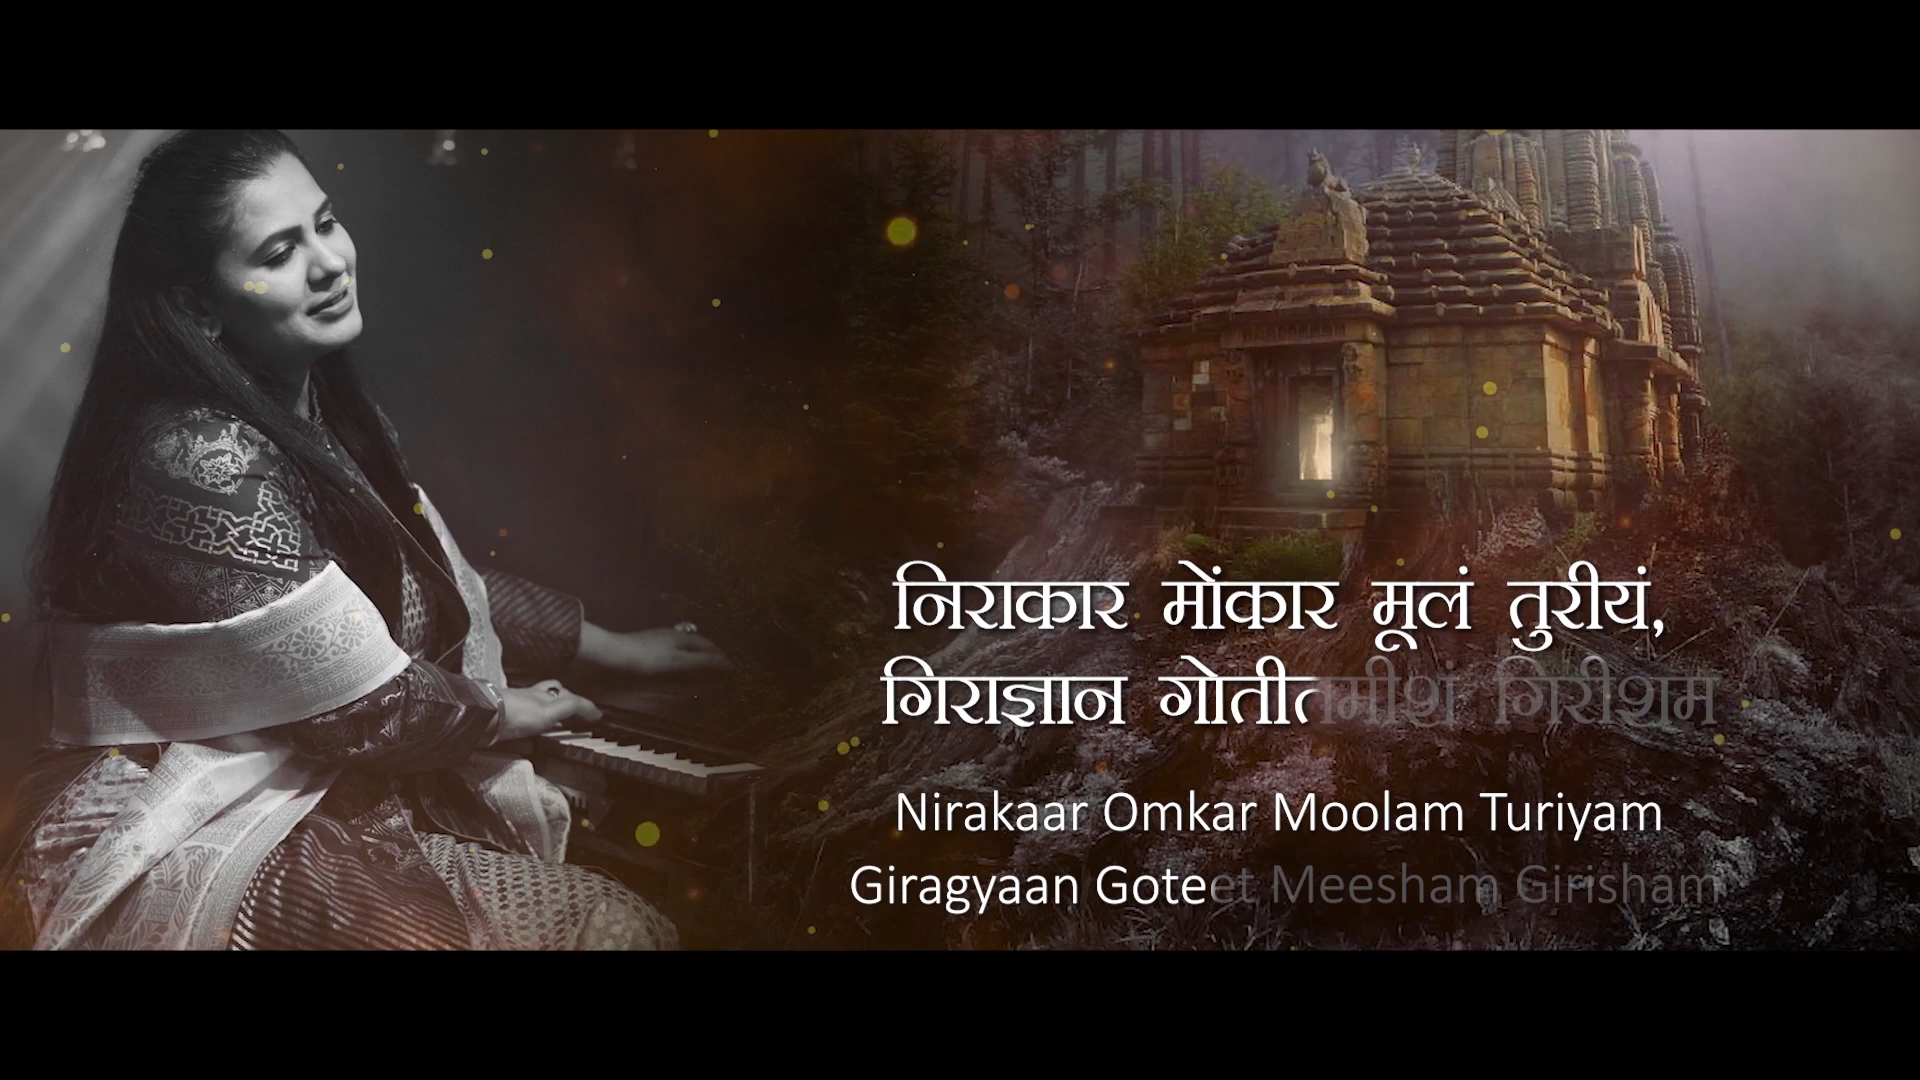 निराकार मोंकार मूलं तुरीयं,
गिराज्ञान गोतीतमीशं गिरीशम
Nirakaar Omkar Moolam Turiyam
Giragyaan Goteet Meesham Girisham